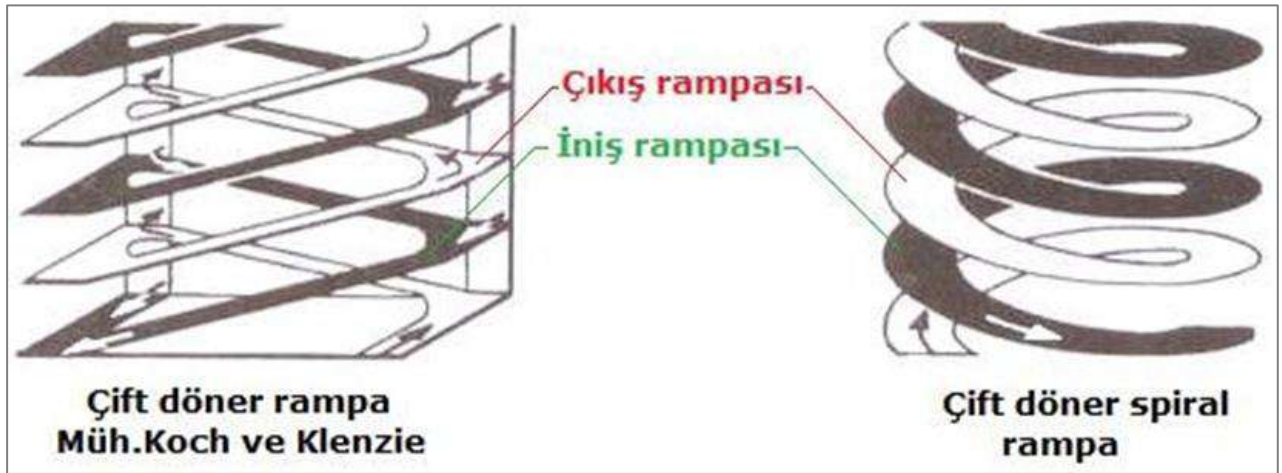 Çıkış rampası
İniş rampası
Çift döner rampa
Müh.Koch ve Klenzie
Çift döner spiral
rampa